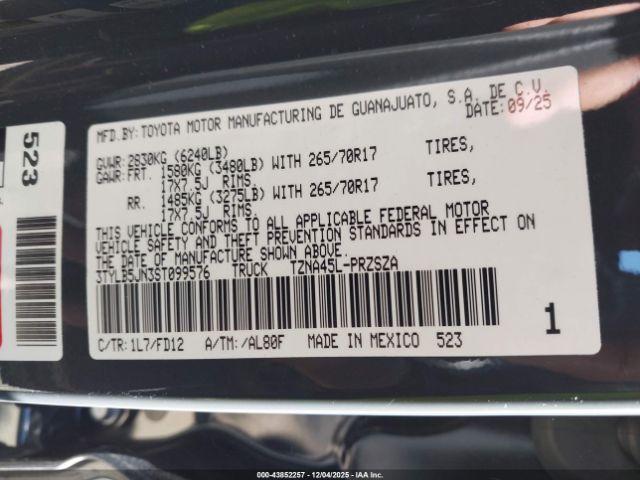 MFD.BY:TOYOTA MOTOR MANUFACTURING DE GUANAJUATO, S.A. DE C.V.
DATE:09/25
GVWR:2830KG (6240LB)
GAWR:FRT. 1580KG (3480LB) WITH 265/70R17 TIRES,
17x7.5J RIMS.
RR. 1485KG (3275LB) WITH 265/70R17 TIRES,
17x7.5J RIMS.
THIS VEHICLE CONFORMS TO ALL APPLICABLE FEDERAL MOTOR
VEHICLE SAFETY AND THEFT PREVENTION STANDARDS IN EFFECT ON
THE DATE OF MANUFACTURE SHOWN ABOVE.
3TYLB5JN3ST099576 TRUCK TZNA45L-PRZSZA
1
C/TR:1L7/FD12 A/TM:/AL80F MADE IN MEXICO 523
523
00-43852257 12/04/2025 Copart IAA, Inc.